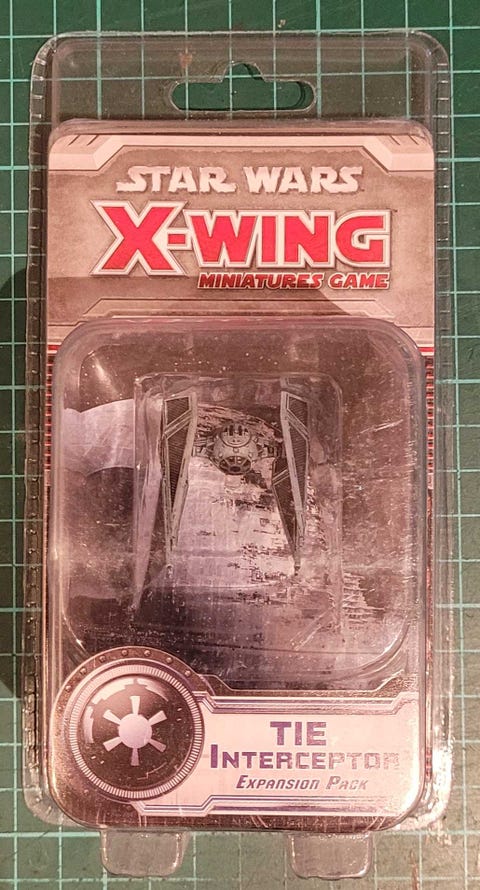 STAR WARS
X-WING
MINIATURES GAME
TIE
INTERCEPTOR
EXPANSION PACK